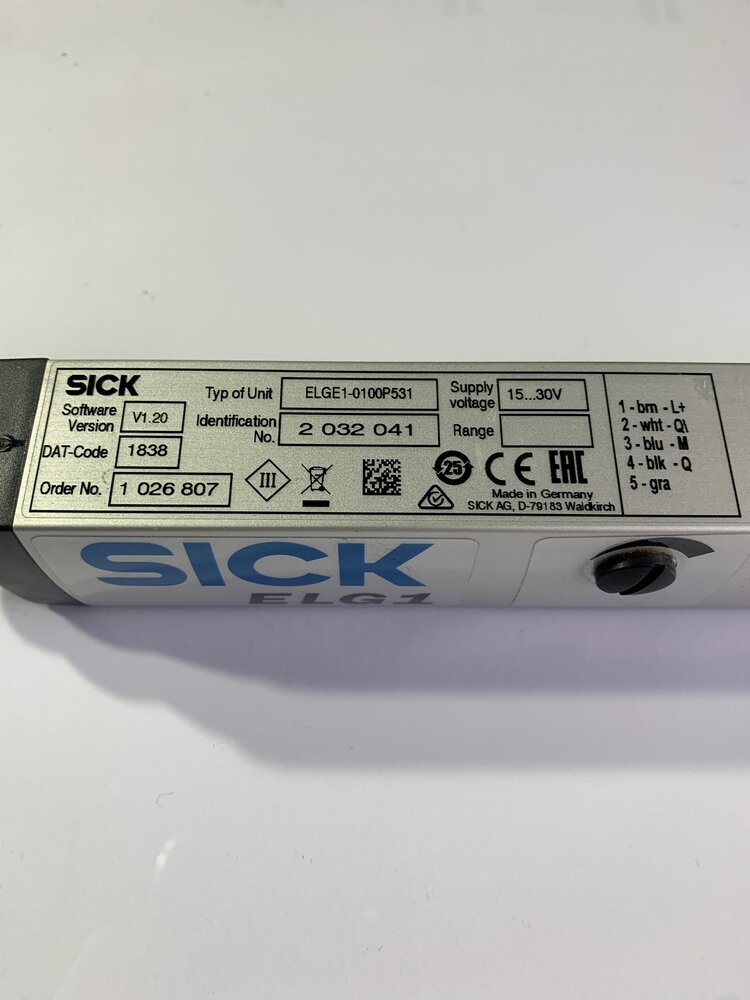 SICK
Typ of Unit ELGE1-0100P531
Supply voltage 15...30V
Software Version V1.20
Identification No. 2 032 041
Range
DAT-Code 1838
Order No. 1 026 807
III
25
CE EAC
Made in Germany
SICK AG, D-79183 Waldkirch
1 - brn - L+
2 - wht - Qt
3 - blu - M
4 - blk - Q
5 - gra
SICK
ELG1